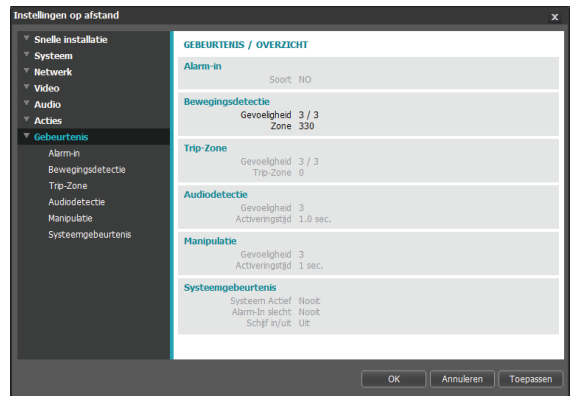 Instellingen op afstand x
Snelle installatie
Systeem
Netwerk
Video
Audio
Acties
Gebeurtenis
Alarm-in
Bewegingsdetectie
Trip-Zone
Audiodetectie
Manipulatie
Systeemgebeurtenis
GEBEURTENIS / OVERZICHT
Alarm-in
Soort NO
Bewegingsdetectie
Gevoeligheid 3 / 3
Zone 330
Trip-Zone
Gevoeligheid 3 / 3
Trip-Zone 0
Audiodetectie
Gevoeligheid 3
Activeringstijd 1.0 sec.
Manipulatie
Gevoeligheid 3
Activeringstijd 1 sec.
Systeemgebeurtenis
Systeem Actief Nooit
Alarm-In slecht Nooit
Schijf in/uit Uit
OK Annuleren Toepassen